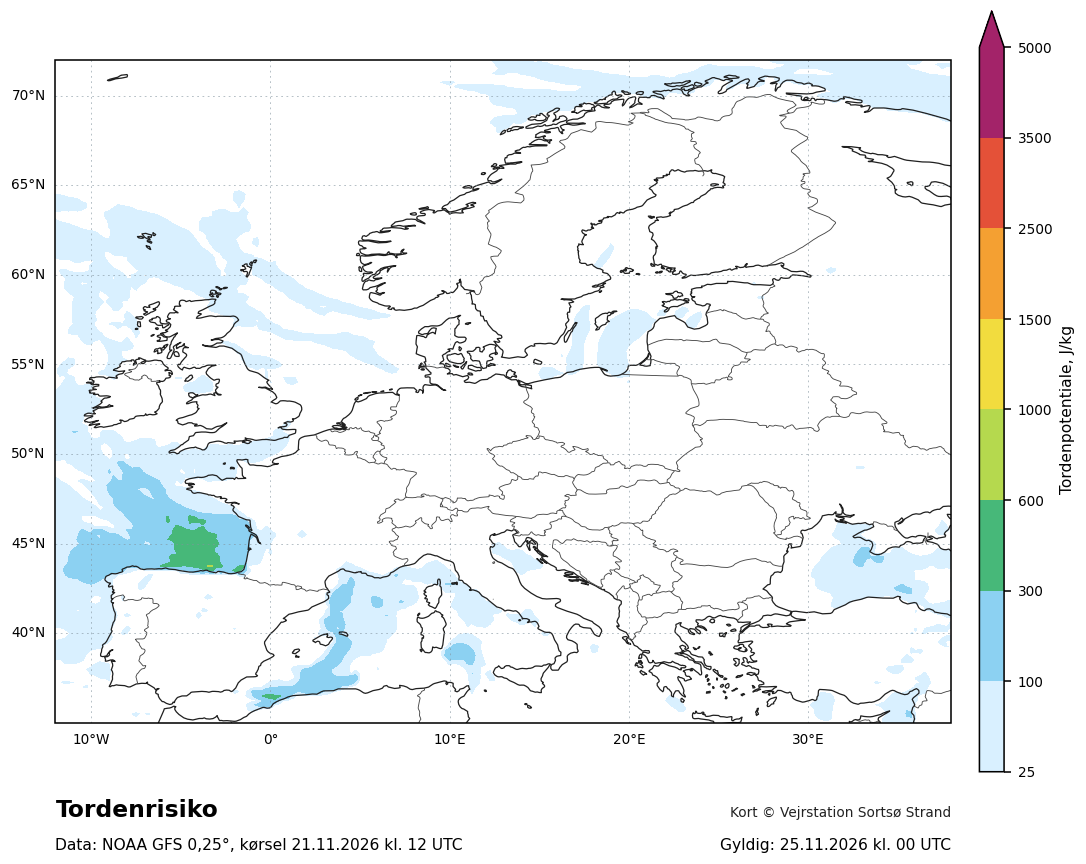 70°N
65°N
60°N
55°N
50°N
45°N
40°N
10°W
0°
10°E
20°E
30°E
5000
3500
2500
1500
1000
600
300
100
25
Tordenpotentiale, J/kg
Tordenrisiko
Kort © Vejrstation Sortsø Strand
Data: NOAA GFS 0,25°, kørsel 21.11.2026 kl. 12 UTC
Gyldig: 25.11.2026 kl. 00 UTC